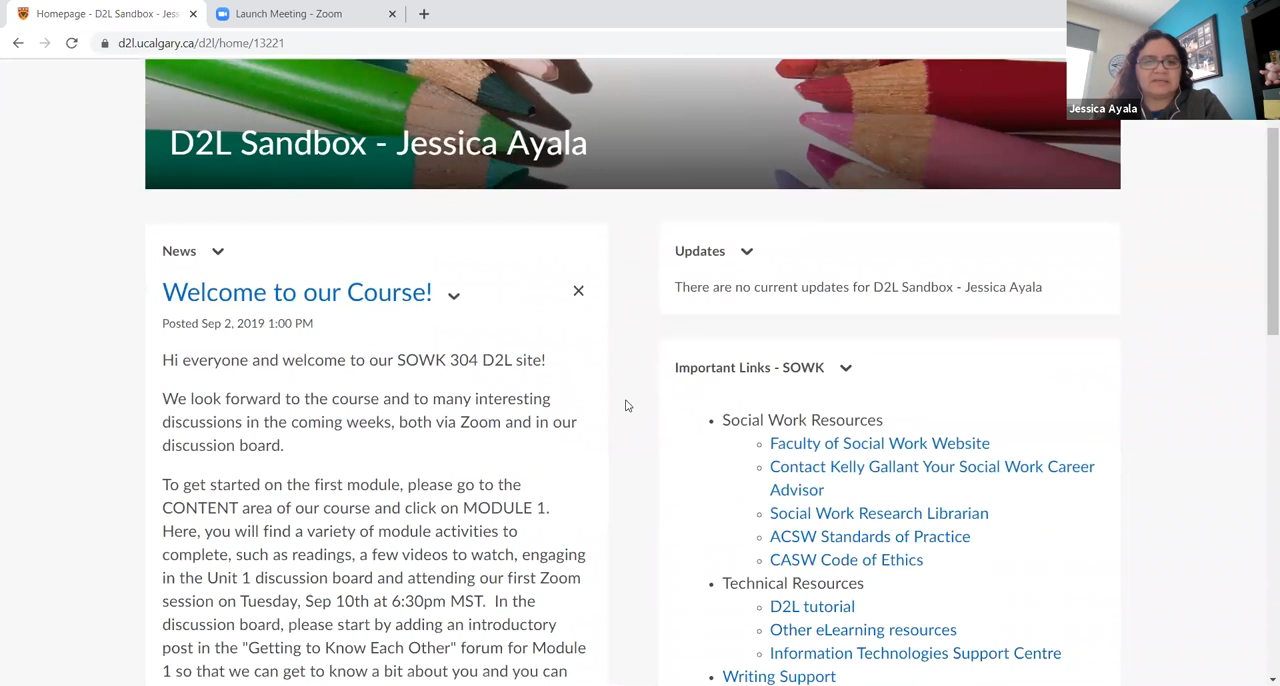 Homepage - D2L Sandbox - Jess
Launch Meeting - Zoom
d2l.ucalgary.ca/d2l/home/13221
Jessica Ayala
D2L Sandbox - Jessica Ayala
News
Welcome to our Course!
Posted Sep 2, 2019 1:00 PM
Hi everyone and welcome to our SOWK 304 D2L site!
We look forward to the course and to many interesting
discussions in the coming weeks, both via Zoom and in our
discussion board.
To get started on the first module, please go to the
CONTENT area of our course and click on MODULE 1.
Here, you will find a variety of module activities to
complete, such as readings, a few videos to watch, engaging
in the Unit 1 discussion board and attending our first Zoom
session on Tuesday, Sep 10th at 6:30pm MST.  In the
discussion board, please start by adding an introductory
post in the "Getting to Know Each Other" forum for Module
1 so that we can get to know a bit about you and you can
Updates
There are no current updates for D2L Sandbox - Jessica Ayala
Important Links - SOWK
• Social Work Resources
◦ Faculty of Social Work Website
◦ Contact Kelly Gallant Your Social Work Career
Advisor
◦ Social Work Research Librarian
◦ ACSW Standards of Practice
◦ CASW Code of Ethics
• Technical Resources
◦ D2L tutorial
◦ Other eLearning resources
◦ Information Technologies Support Centre
• Writing Support